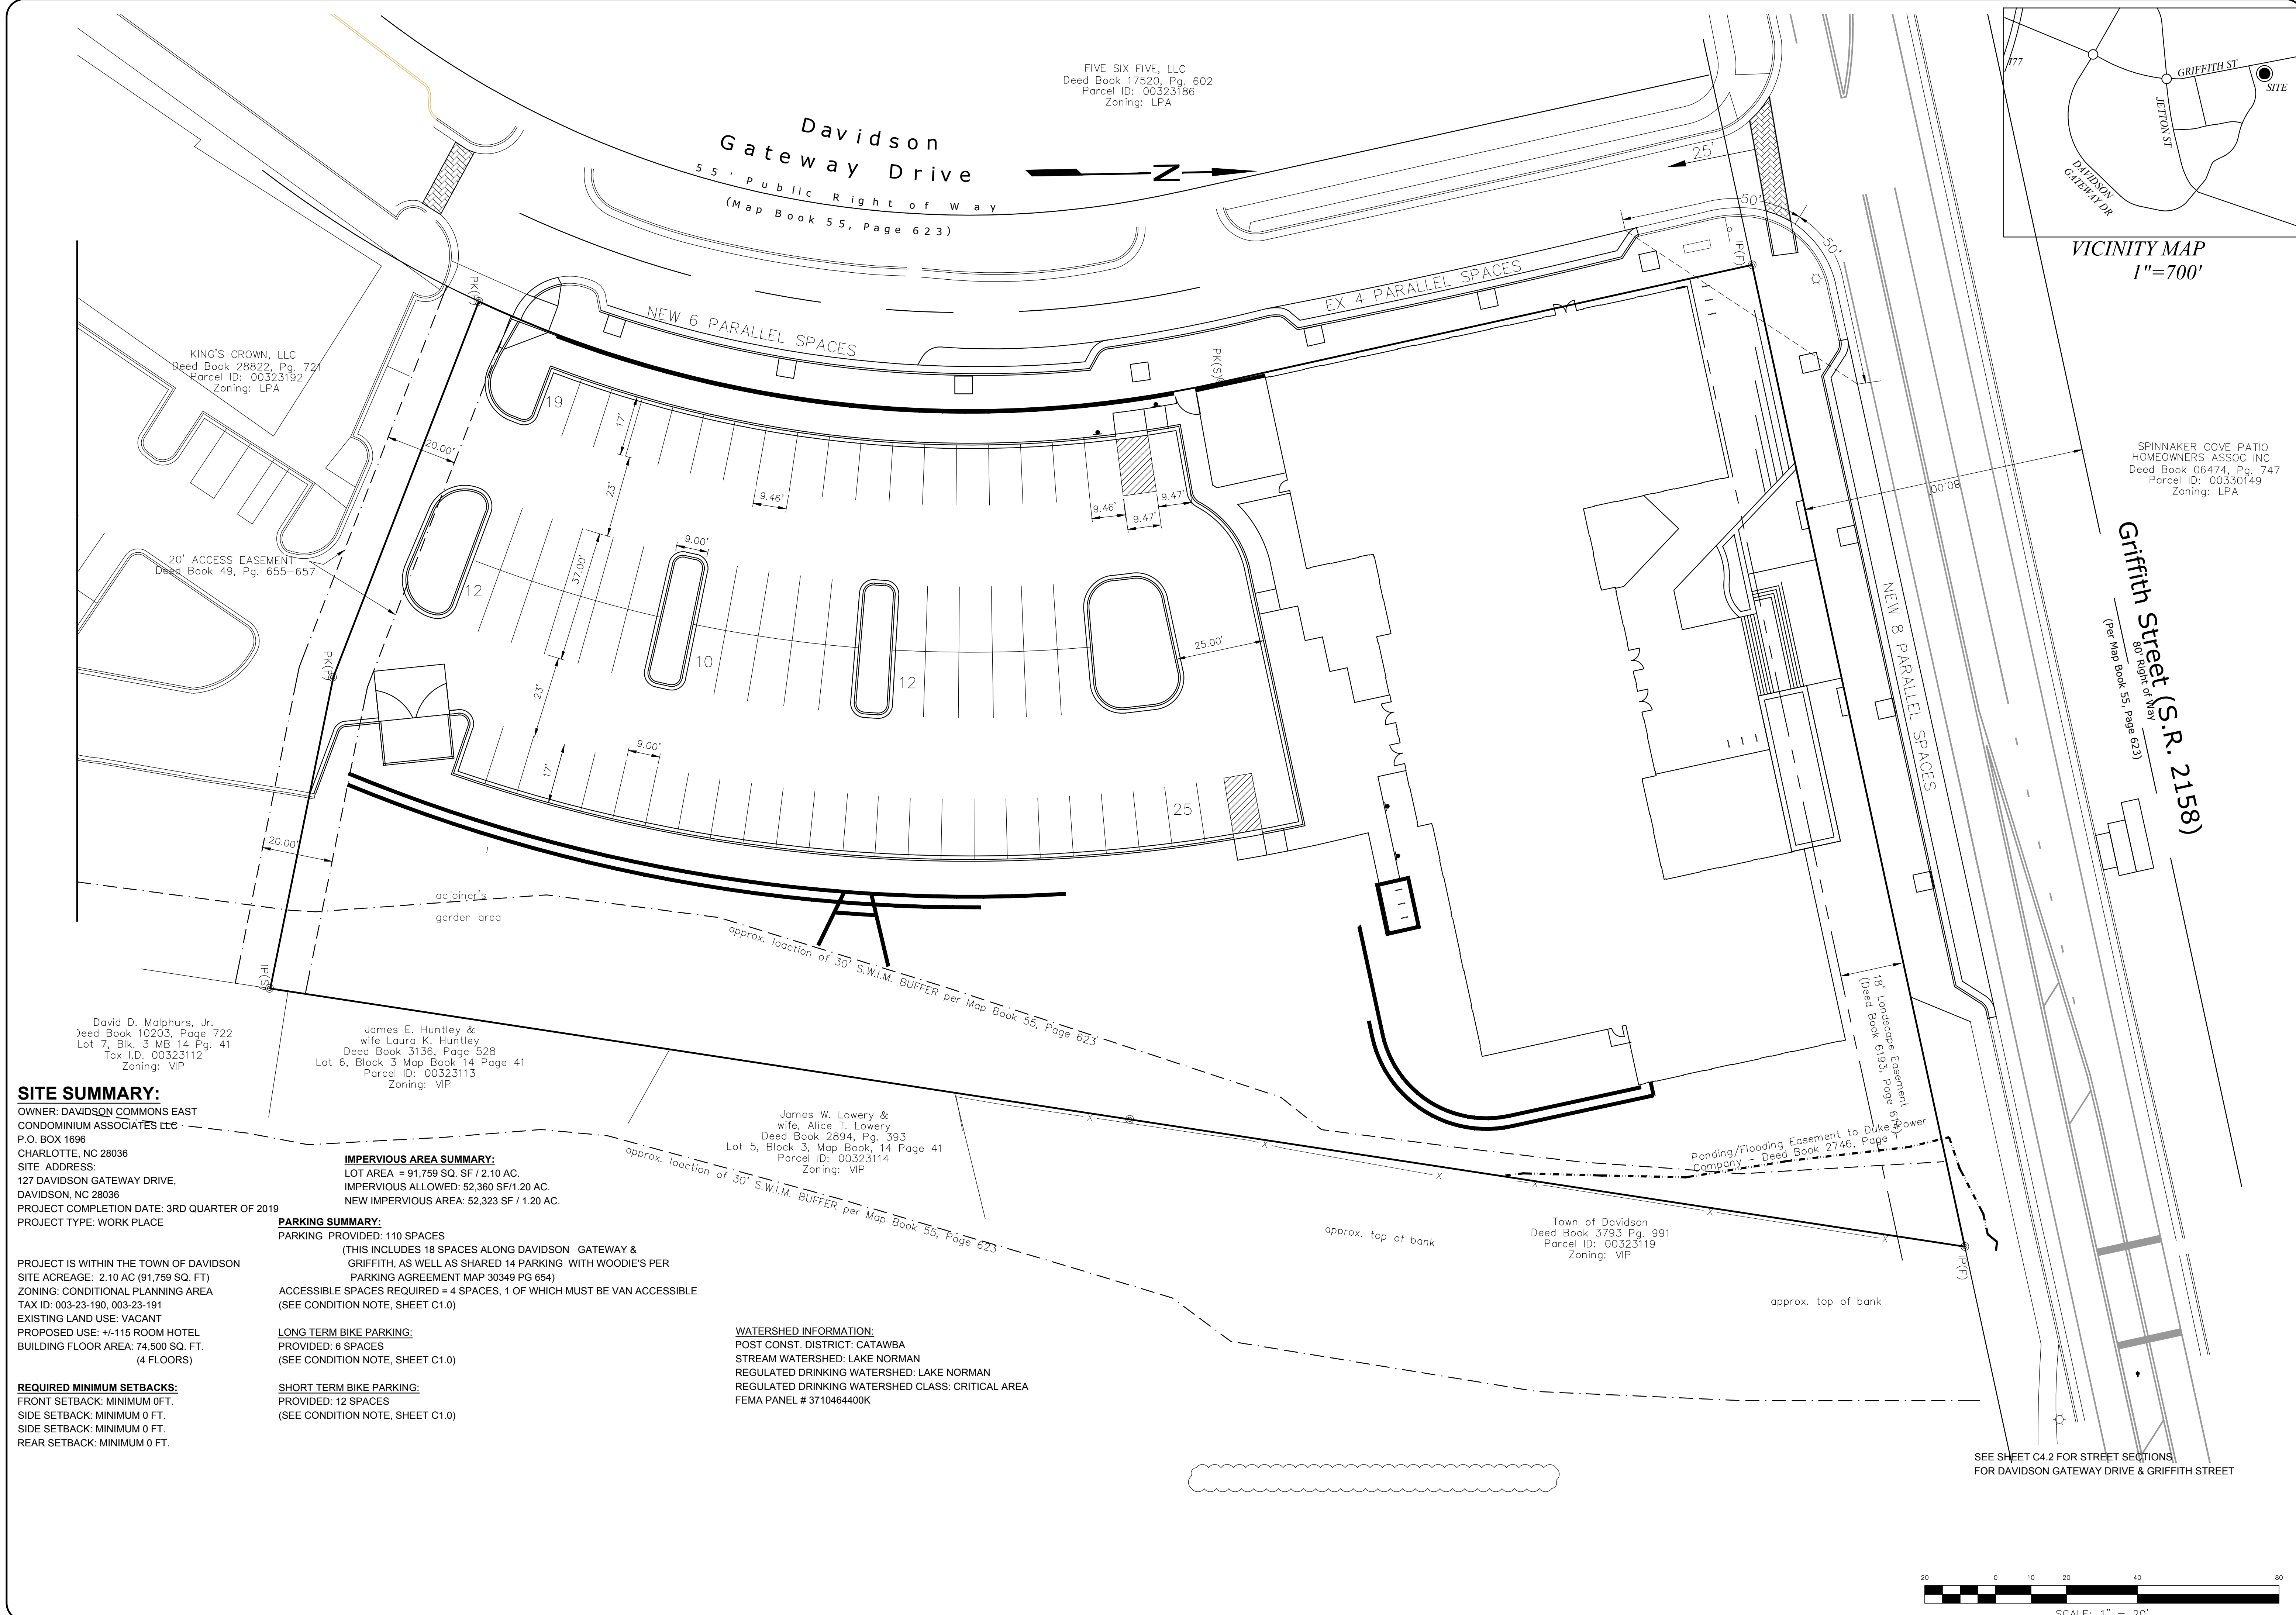 FIVE SIX FIVE, LLC
Deed Book 17520, Pg. 602
Parcel ID: 00323186
Zoning: LPA
Davidson
Gateway Drive
55' Public Right of Way
(Map Book 55, Page 623)
N
25'
50'
50'
I77
GRIFFITH ST
SITE
JETTON ST
DAVIDSON
GATEWAY DR
VICINITY MAP
1"=700'
IP(F)
PK(F)
NEW 6 PARALLEL SPACES
EX 4 PARALLEL SPACES
PK(S)
KING'S CROWN, LLC
Deed Book 28822, Pg. 721
Parcel ID: 00323192
Zoning: LPA
SPINNAKER COVE PATIO
HOMEOWNERS ASSOC INC
Deed Book 06474, Pg. 747
Parcel ID: 00330149
Zoning: LPA
80.00'
Griffith Street (S.R. 2158)
80' Right of Way
(Per Map Book 55, Page 623)
NEW 8 PARALLEL SPACES
19
17'
20.00'
23'
9.46'
9.46'
9.47'
9.47'
20' ACCESS EASEMENT
Deed Book 49, Pg. 655-657
37.00'
9.00'
12
10
12
25.00'
PK(F)
23'
9.00'
17'
25
20.00'
adjoiner's
garden area
approx. loaction of 30' S.W.I.M. BUFFER per Map Book 55, Page 623
IP(S)
18' Landscape Easement
(Deed Book 6193, Page 614)
David D. Malphurs, Jr.
Deed Book 10203, Page 722
Lot 7, Blk. 3 MB 14 Pg. 41
Tax I.D. 00323112
Zoning: VIP
James E. Huntley &
wife Laura K. Huntley
Deed Book 3136, Page 528
Lot 6, Block 3 Map Book 14 Page 41
Parcel ID: 00323113
Zoning: VIP
James W. Lowery &
wife, Alice T. Lowery
Deed Book 2894, Pg. 393
Lot 5, Block 3, Map Book, 14 Page 41
Parcel ID: 00323114
Zoning: VIP
X
X
X
X
X
X
Ponding/Flooding Easement to Duke Power
Company - Deed Book 2746, Page
Town of Davidson
Deed Book 3793 Pg. 991
Parcel ID: 00323119
Zoning: VIP
IP(F)
approx. top of bank
approx. top of bank
approx. loaction of 30' S.W.I.M. BUFFER per Map Book 55, Page 623
SITE SUMMARY:
OWNER: DAVIDSON COMMONS EAST
CONDOMINIUM ASSOCIATES LLC
P.O. BOX 1696
CHARLOTTE, NC 28036
SITE ADDRESS:
127 DAVIDSON GATEWAY DRIVE,
DAVIDSON, NC 28036
PROJECT COMPLETION DATE: 3RD QUARTER OF 2019
PROJECT TYPE: WORK PLACE
PROJECT IS WITHIN THE TOWN OF DAVIDSON
SITE ACREAGE: 2.10 AC (91,759 SQ. FT)
ZONING: CONDITIONAL PLANNING AREA
TAX ID: 003-23-190, 003-23-191
EXISTING LAND USE: VACANT
PROPOSED USE: +/-115 ROOM HOTEL
BUILDING FLOOR AREA: 74,500 SQ. FT.
(4 FLOORS)
REQUIRED MINIMUM SETBACKS:
FRONT SETBACK: MINIMUM 0FT.
SIDE SETBACK: MINIMUM 0 FT.
SIDE SETBACK: MINIMUM 0 FT.
REAR SETBACK: MINIMUM 0 FT.
IMPERVIOUS AREA SUMMARY:
LOT AREA = 91,759 SQ. SF / 2.10 AC.
IMPERVIOUS ALLOWED: 52,360 SF/1.20 AC.
NEW IMPERVIOUS AREA: 52,323 SF / 1.20 AC.
PARKING SUMMARY:
PARKING PROVIDED: 110 SPACES
(THIS INCLUDES 18 SPACES ALONG DAVIDSON GATEWAY &
GRIFFITH, AS WELL AS SHARED 14 PARKING WITH WOODIE'S PER
PARKING AGREEMENT MAP 30349 PG 654)
ACCESSIBLE SPACES REQUIRED = 4 SPACES, 1 OF WHICH MUST BE VAN ACCESSIBLE
(SEE CONDITION NOTE, SHEET C1.0)
LONG TERM BIKE PARKING:
PROVIDED: 6 SPACES
(SEE CONDITION NOTE, SHEET C1.0)
SHORT TERM BIKE PARKING:
PROVIDED: 12 SPACES
(SEE CONDITION NOTE, SHEET C1.0)
WATERSHED INFORMATION:
POST CONST. DISTRICT: CATAWBA
STREAM WATERSHED: LAKE NORMAN
REGULATED DRINKING WATERSHED: LAKE NORMAN
REGULATED DRINKING WATERSHED CLASS: CRITICAL AREA
FEMA PANEL # 3710464400K
SEE SHEET C4.2 FOR STREET SECTIONS
FOR DAVIDSON GATEWAY DRIVE & GRIFFITH STREET
20 0 10 20 40 80
SCALE: 1" = 20'